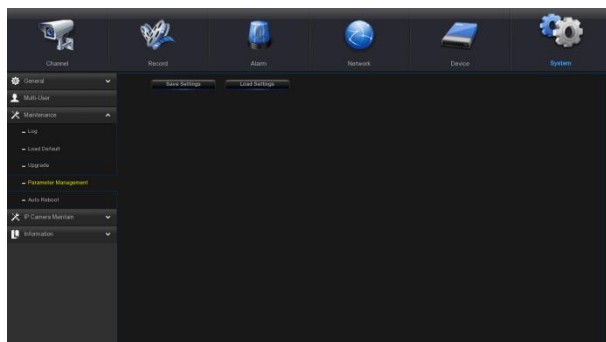 Channel
Record
Alarm
Network
Device
System
General
Multi-User
Maintenance
Log
Load Default
Upgrade
Parameter Management
Auto Reboot
IP Camera Maintain
Information
Save Settings
Load Settings